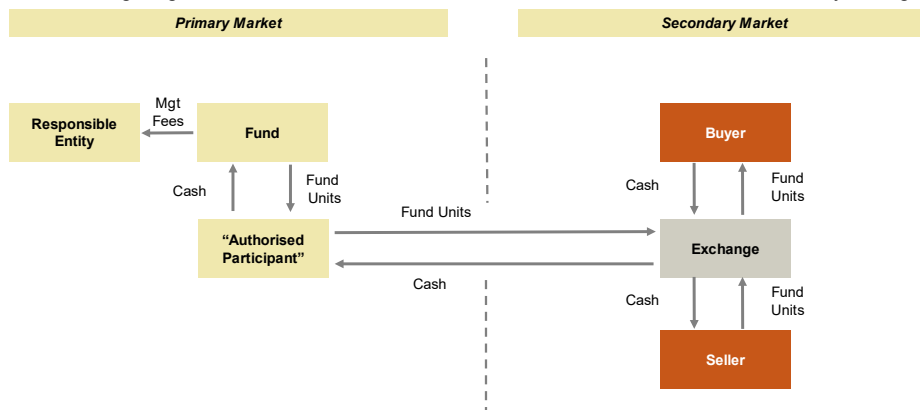 Primary Market
Secondary Market
Responsible
Entity
Mgt
Fees
Fund
Buyer
Cash
Fund
Units
Cash
Fund
Units
"Authorised
Participant"
Fund Units
Exchange
Cash
Cash
Fund
Units
Seller